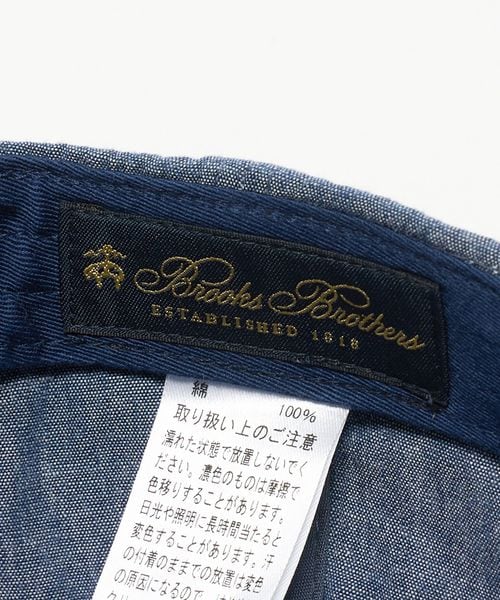 Brooks Brothers
ESTABLISHED 1818
綿 100%
取り扱い上のご注意
濡れた状態で放置しないでく
ださい。濃色のものは摩擦で
色移りすることがあります。
日光や照明に長時間当たると
変色することがあります。汗
の付着のままでの放置は変色
の原因になるので、